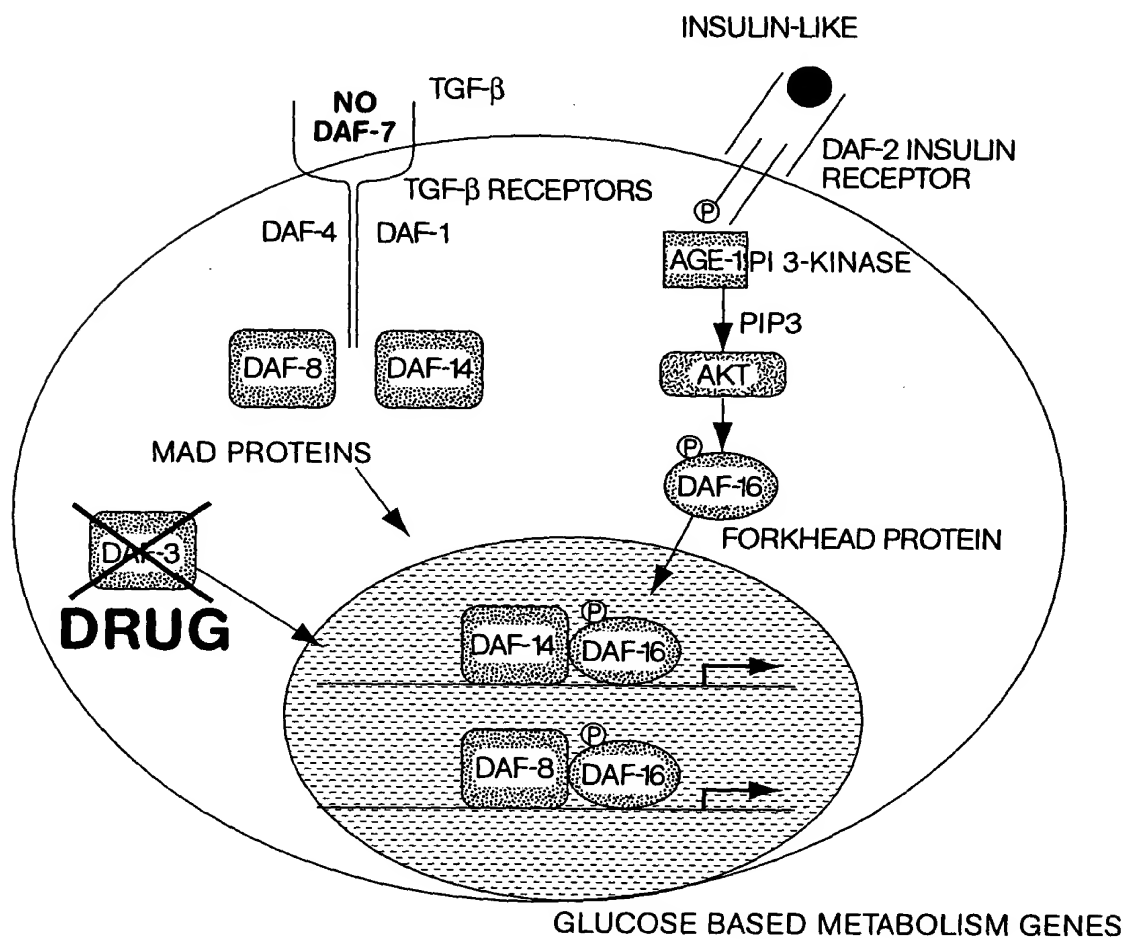 INSULIN-LIKE
TGF-β
NO
DAF-7
DAF-2 INSULIN
RECEPTOR
TGF-β RECEPTORS
P
DAF-4
DAF-1
AGE-1
PI 3-KINASE
PIP3
DAF-8
DAF-14
AKT
MAD PROTEINS
P
DAF-16
DAF-3
FORKHEAD PROTEIN
DRUG
P
DAF-14
DAF-16
P
DAF-8
DAF-16
GLUCOSE BASED METABOLISM GENES